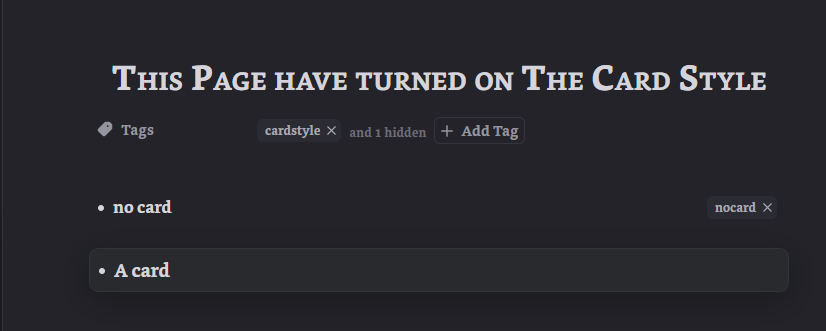 This Page have turned on The Card Style
Tags cardstyle × and 1 hidden + Add Tag
• no card nocard ×
• A card